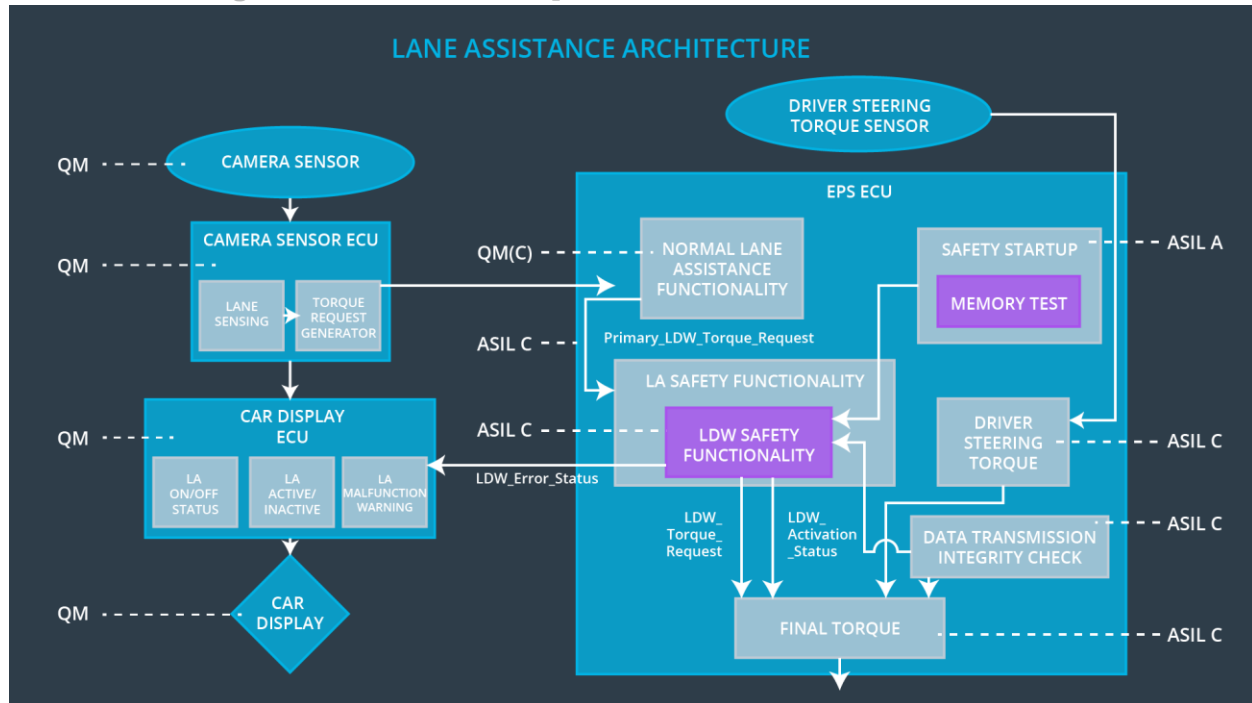 LANE ASSISTANCE ARCHITECTURE
DRIVER STEERING
TORQUE SENSOR
QM
CAMERA SENSOR
EPS ECU
CAMERA SENSOR ECU
QM
LANE
SENSING
TORQUE
REQUEST
GENERATOR
QM(C)
NORMAL LANE
ASSISTANCE
FUNCTIONALITY
SAFETY STARTUP
ASIL A
MEMORY TEST
ASIL C
Primary_LDW_Torque_Request
LA SAFETY FUNCTIONALITY
CAR DISPLAY
ECU
QM
LA
ON/OFF
STATUS
LA
ACTIVE/
INACTIVE
LA
MALFUNCTION
WARNING
ASIL C
LDW SAFETY
FUNCTIONALITY
DRIVER
STEERING
TORQUE
ASIL C
LDW_Error_Status
LDW_
Torque_
Request
LDW_
Activation
_Status
DATA TRANSMISSION
INTEGRITY CHECK
ASIL C
QM
CAR
DISPLAY
FINAL TORQUE
ASIL C